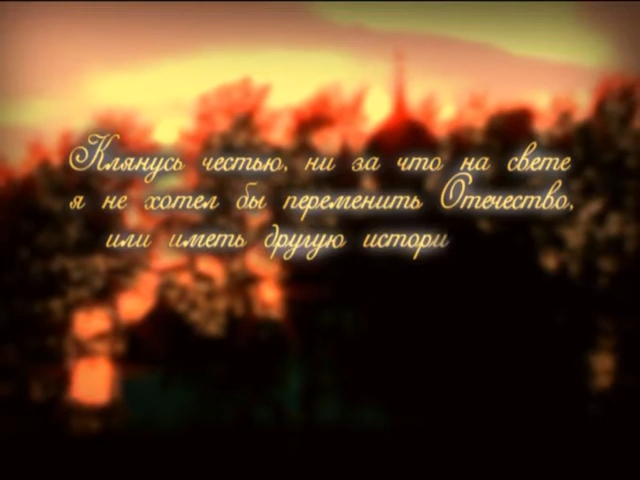 Клянусь честью, ни за что на свете
я не хотел бы переменить Отечество,
или иметь другую истори